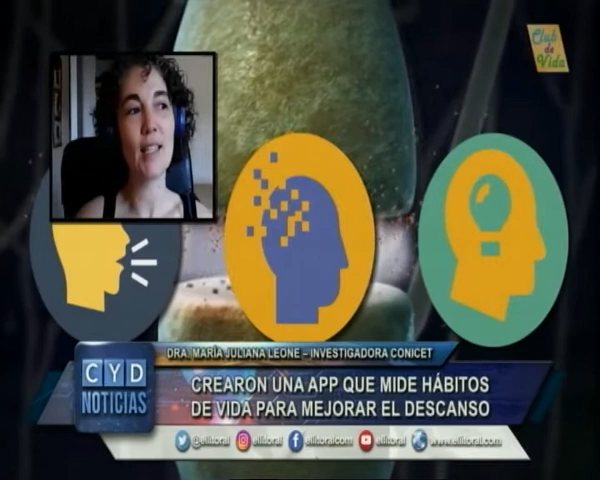 Club
de
Vida
DRA. MARÍA JULIANA LEONE – INVESTIGADORA CONICET
CYD
NOTICIAS
CREARON UNA APP QUE MIDE HÁBITOS
DE VIDA PARA MEJORAR EL DESCANSO
@ellitoral ellitoral ellitoralcom ellitoral www.ellitoral.com